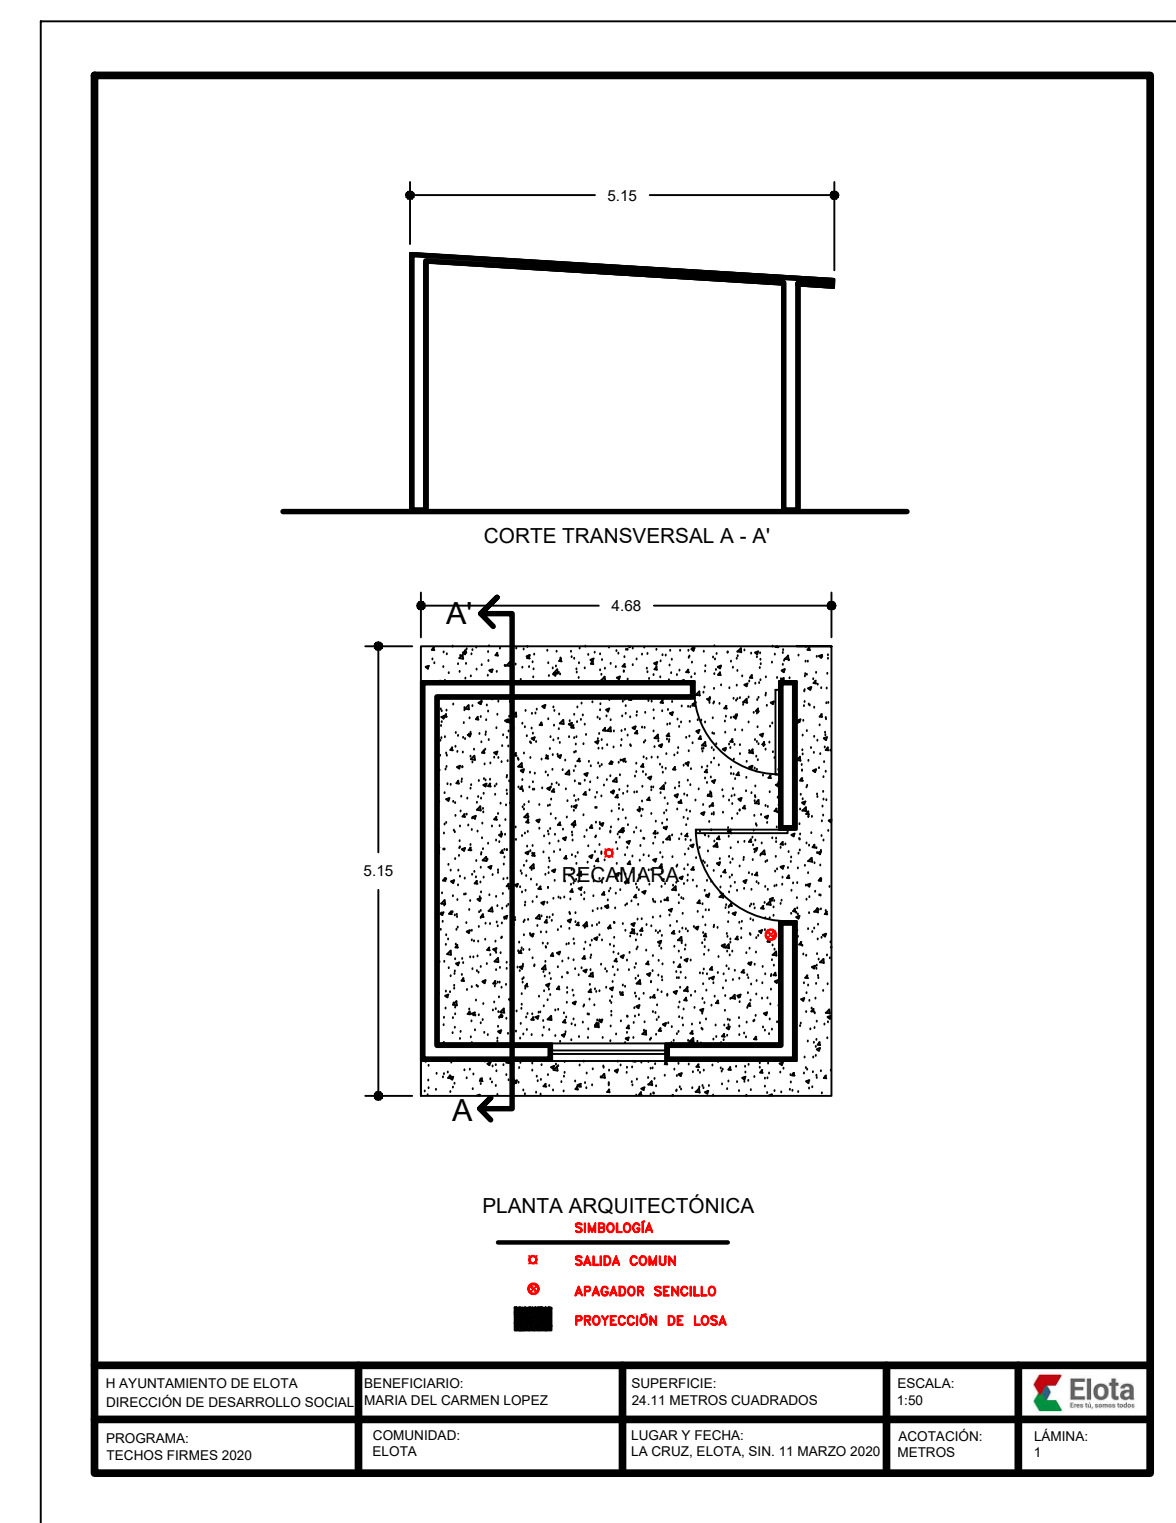 5.15
CORTE TRANSVERSAL A - A'
A'
4.68
5.15
RECAMARA
A
PLANTA ARQUITECTÓNICA
SIMBOLOGÍA
SALIDA COMUN
APAGADOR SENCILLO
PROYECCIÓN DE LOSA
H AYUNTAMIENTO DE ELOTA
DIRECCIÓN DE DESARROLLO SOCIAL
BENEFICIARIO:
MARIA DEL CARMEN LOPEZ
SUPERFICIE:
24.11 METROS CUADRADOS
ESCALA:
1:50
Elota
Eres tú, somos todos
PROGRAMA:
TECHOS FIRMES 2020
COMUNIDAD:
ELOTA
LUGAR Y FECHA:
LA CRUZ, ELOTA, SIN. 11 MARZO 2020
ACOTACIÓN:
METROS
LÁMINA:
1